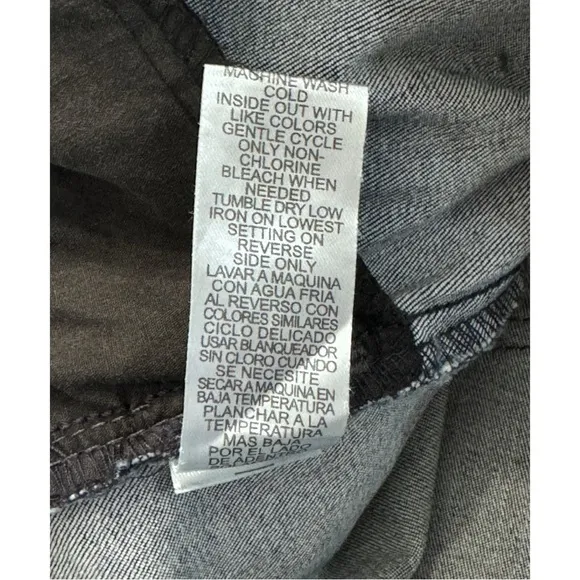 MACHINE WASH
COLD
INSIDE OUT WITH
LIKE COLORS
GENTLE CYCLE
ONLY NON-
CHLORINE
BLEACH WHEN
NEEDED
TUMBLE DRY LOW
IRON ON LOWEST
SETTING ON
REVERSE
SIDE ONLY
LAVAR A MAQUINA
CON AGUA FRIA
AL REVERSO CON
COLORES SIMILARES
CICLO DELICADO
USAR BLANQUEADOR
SIN CLORO CUANDO
SE NECESITE
SECAR A MAQUINA EN
BAJA TEMPERATURA
PLANCHAR A LA
TEMPERATURA
MAS BAJA
POR EL LADO
DE ADENTRO